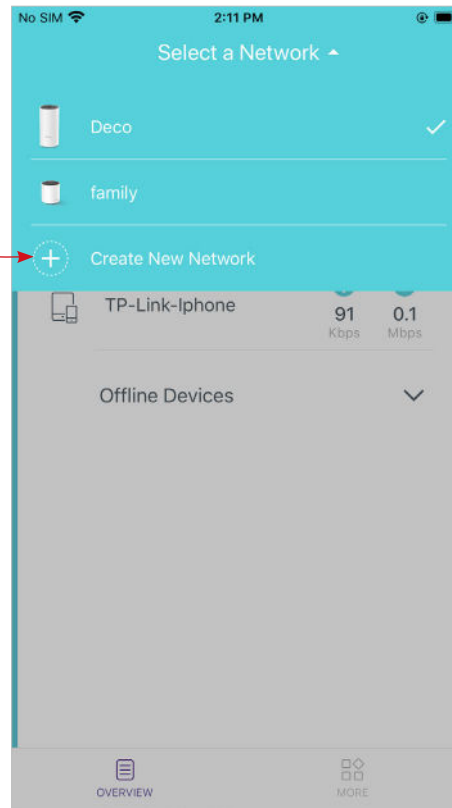 No SIM 2:11 PM
Select a Network
Deco
family
Create New Network
TP-Link-Iphone
91 0.1
Kbps Mbps
Offline Devices
OVERVIEW MORE